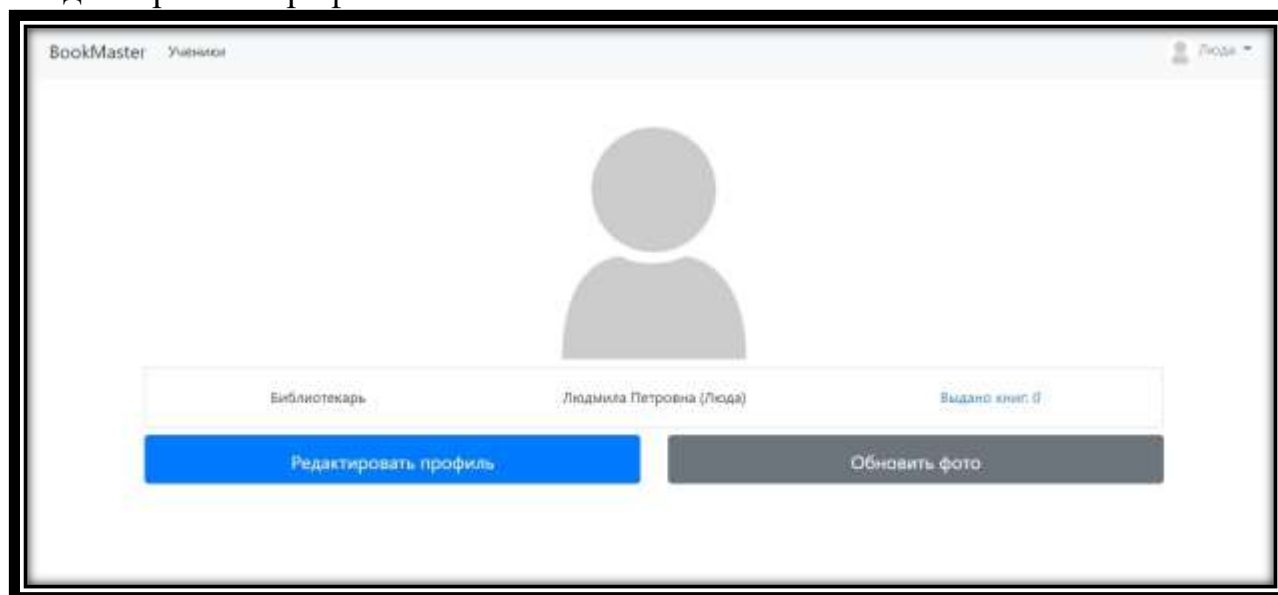 BookMaster Ученики Люда
Библиотекарь Людмила Петровна (Люда) Выдано книг: 0
Редактировать профиль Обновить фото